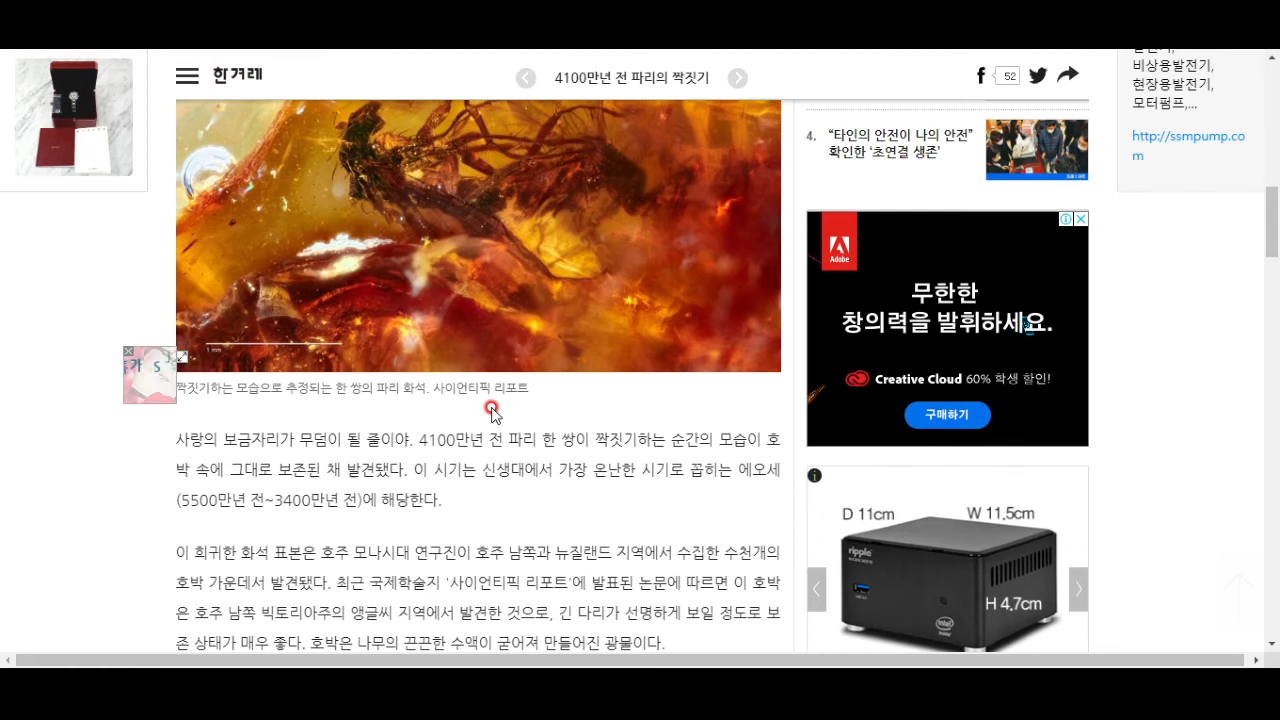 한겨레
4100만년 전 파리의 짝짓기
52
비상용발전기,
현장용발전기,
모터펌프,...
http://ssmpump.co
m
4. “타인의 안전이 나의 안전”
확인한 ‘초연결 생존’
1 mm
짝짓기하는 모습으로 추정되는 한 쌍의 파리 화석. 사이언티픽 리포트
사랑의 보금자리가 무덤이 될 줄이야. 4100만년 전 파리 한 쌍이 짝짓기하는 순간의 모습이 호
박 속에 그대로 보존된 채 발견됐다. 이 시기는 신생대에서 가장 온난한 시기로 꼽히는 에오세
(5500만년 전~3400만년 전)에 해당한다.
이 희귀한 화석 표본은 호주 모나시대 연구진이 호주 남쪽과 뉴질랜드 지역에서 수집한 수천개의
호박 가운데서 발견됐다. 최근 국제학술지 '사이언티픽 리포트'에 발표된 논문에 따르면 이 호박
은 호주 남쪽 빅토리아주의 앵글씨 지역에서 발견한 것으로, 긴 다리가 선명하게 보일 정도로 보
존 상태가 매우 좋다. 호박은 나무의 끈끈한 수액이 굳어져 만들어진 광물이다.
Adobe
무한한
창의력을 발휘하세요.
Creative Cloud 60% 학생 할인!
구매하기
D 11cm
W 11.5cm
ripple
H 4.7cm
intel